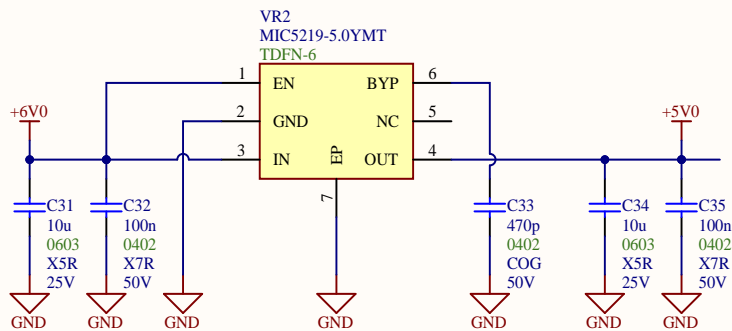 VR2
MIC5219-5.0YMT
TDFN-6
1
EN
BYP
6
2
GND
NC
5
3
IN
EP
OUT
4
7
+6V0
+5V0
C31
10u
0603
X5R
25V
C32
100n
0402
X7R
50V
C33
470p
0402
COG
50V
C34
10u
0603
X5R
25V
C35
100n
0402
X7R
50V
GND
GND
GND
GND
GND
GND
GND